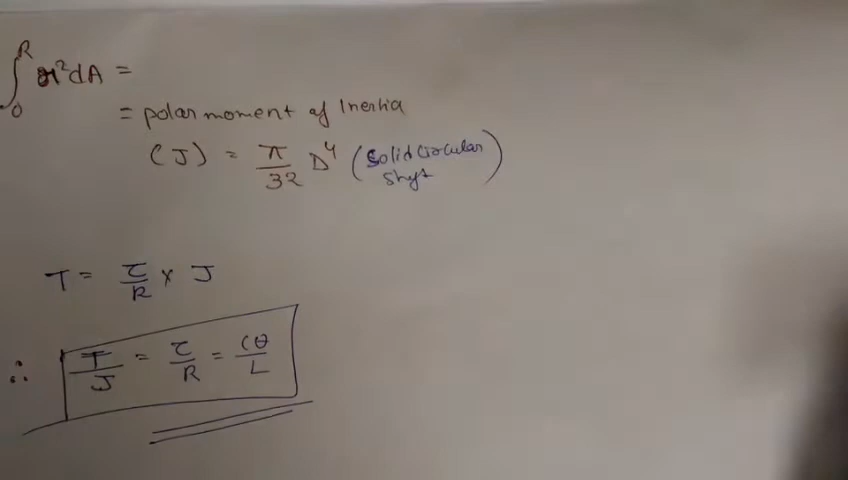 ∫₀ᴿ r²dA =
= polar moment of Inertia
(J) = π/32 D⁴ (Solid Circular
Shaft)
T = τ/R × J
∴ T/J = τ/R = Cθ/L